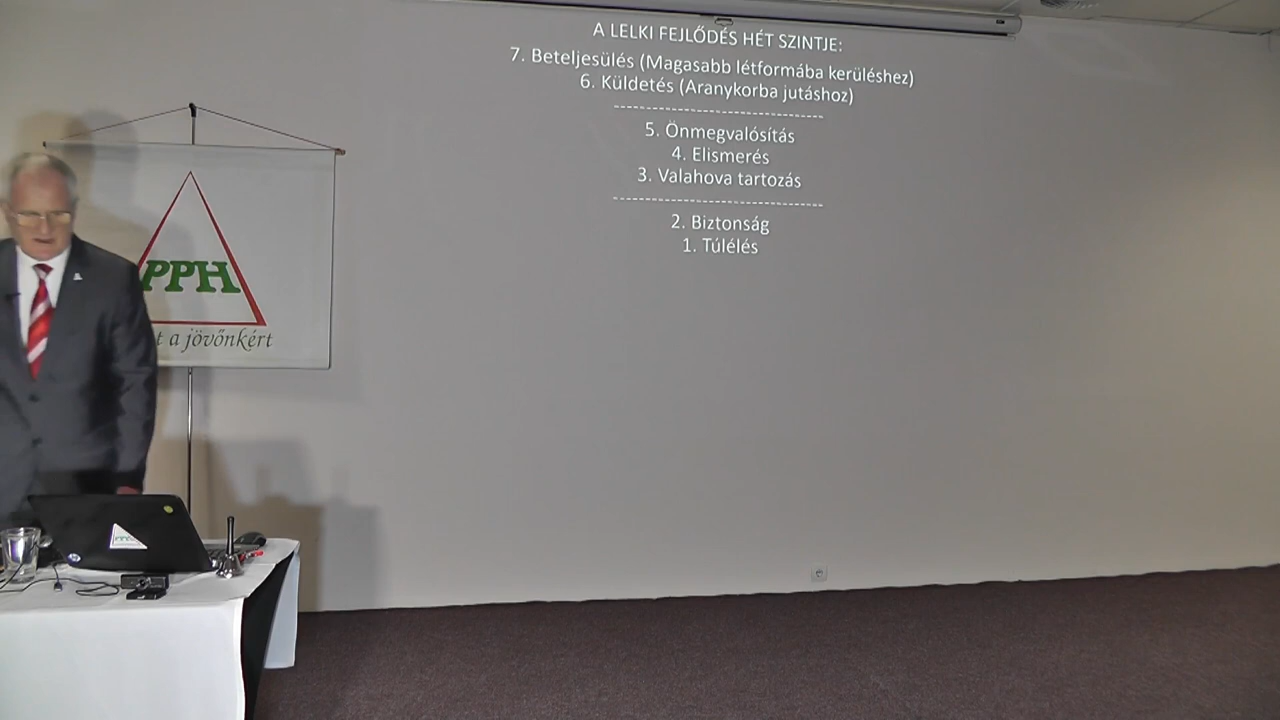 A LELKI FEJLŐDÉS HÉT SZINTJE:
7. Beteljesülés (Magasabb létformába kerüléshez)
6. Küldetés (Aranykorba jutáshoz)
---------------------------------
5. Önmegvalósítás
4. Elismerés
3. Valahova tartozás
---------------------------------
2. Biztonság
1. Túlélés
PPH
t a jövőnkért